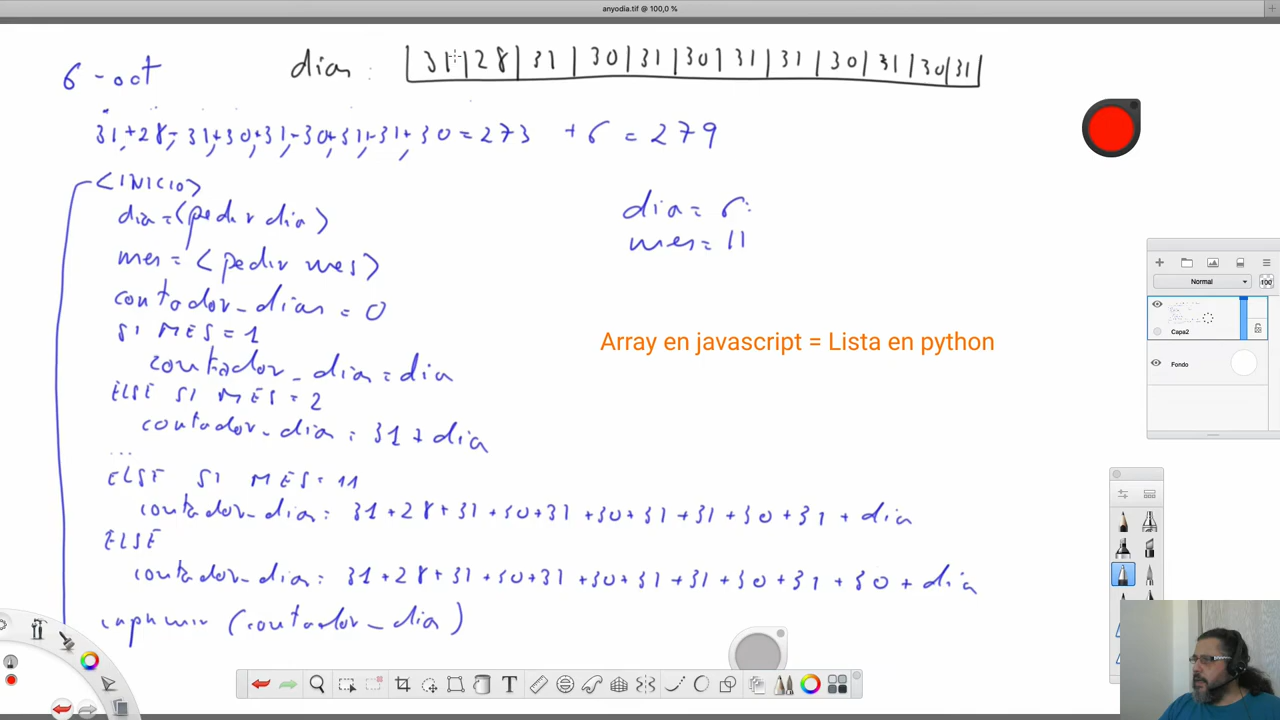 anyodia.tif @ 100,0 %
6 - oct
dias : | 31 | 28 | 31 | 30 | 31 | 30 | 31 | 31 | 30 | 31 | 30 | 31 |
31+28+31+30+31+30+31+31+30 = 273 + 6 = 279
<INICIO>
dia = <pedir dia>
mes = <pedir mes>
contador_dias = 0
SI MES = 1
contador_dia = dia
ELSE SI MES = 2
contador_dia = 31 + dia
...
ELSE SI MES = 11
contador_dia = 31+28+31+30+31+30+31+31+30+31 + dia
ELSE
contador_dia = 31+28+31+30+31+30+31+31+30+31+30 + dia
imprimir (contador_dia)
dia = 6
mes = 11
Array en javascript = Lista en python
Normal
100
Capa2
Fondo
T